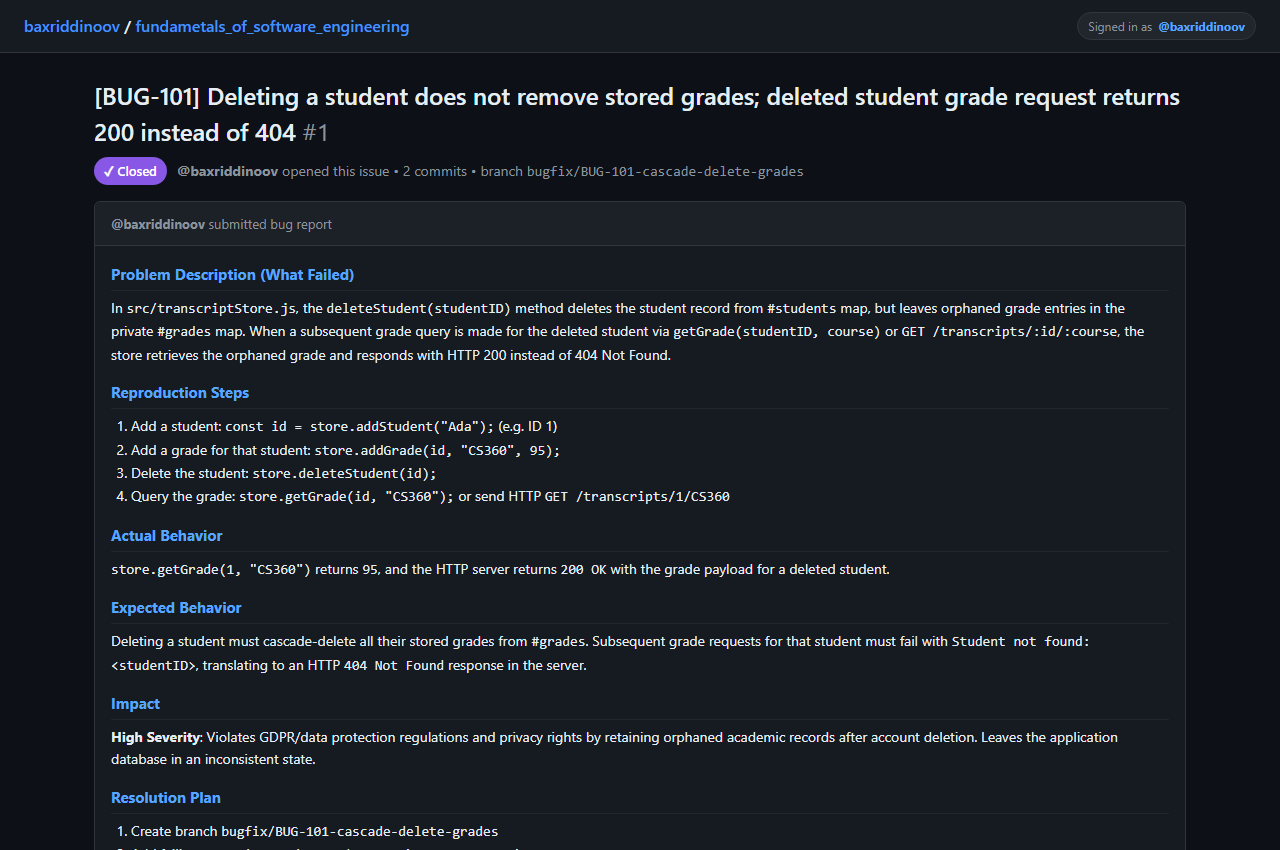 baxriddinoov / fundametals_of_software_engineering
Signed in as @baxriddinoov
[BUG-101] Deleting a student does not remove stored grades; deleted student grade request returns
200 instead of 404 #1
✓ Closed @baxriddinoov opened this issue • 2 commits • branch bugfix/BUG-101-cascade-delete-grades
@baxriddinoov submitted bug report
Problem Description (What Failed)
In src/transcriptStore.js, the deleteStudent(studentID) method deletes the student record from #students map, but leaves orphaned grade entries in the
private #grades map. When a subsequent grade query is made for the deleted student via getGrade(studentID, course) or GET /transcripts/:id/:course, the
store retrieves the orphaned grade and responds with HTTP 200 instead of 404 Not Found.
Reproduction Steps
1. Add a student: const id = store.addStudent("Ada"); (e.g. ID 1)
2. Add a grade for that student: store.addGrade(id, "CS360", 95);
3. Delete the student: store.deleteStudent(id);
4. Query the grade: store.getGrade(id, "CS360"); or send HTTP GET /transcripts/1/CS360
Actual Behavior
store.getGrade(1, "CS360") returns 95, and the HTTP server returns 200 OK with the grade payload for a deleted student.
Expected Behavior
Deleting a student must cascade-delete all their stored grades from #grades. Subsequent grade requests for that student must fail with Student not found:
<studentID>, translating to an HTTP 404 Not Found response in the server.
Impact
High Severity: Violates GDPR/data protection regulations and privacy rights by retaining orphaned academic records after account deletion. Leaves the application
database in an inconsistent state.
Resolution Plan
1. Create branch bugfix/BUG-101-cascade-delete-grades